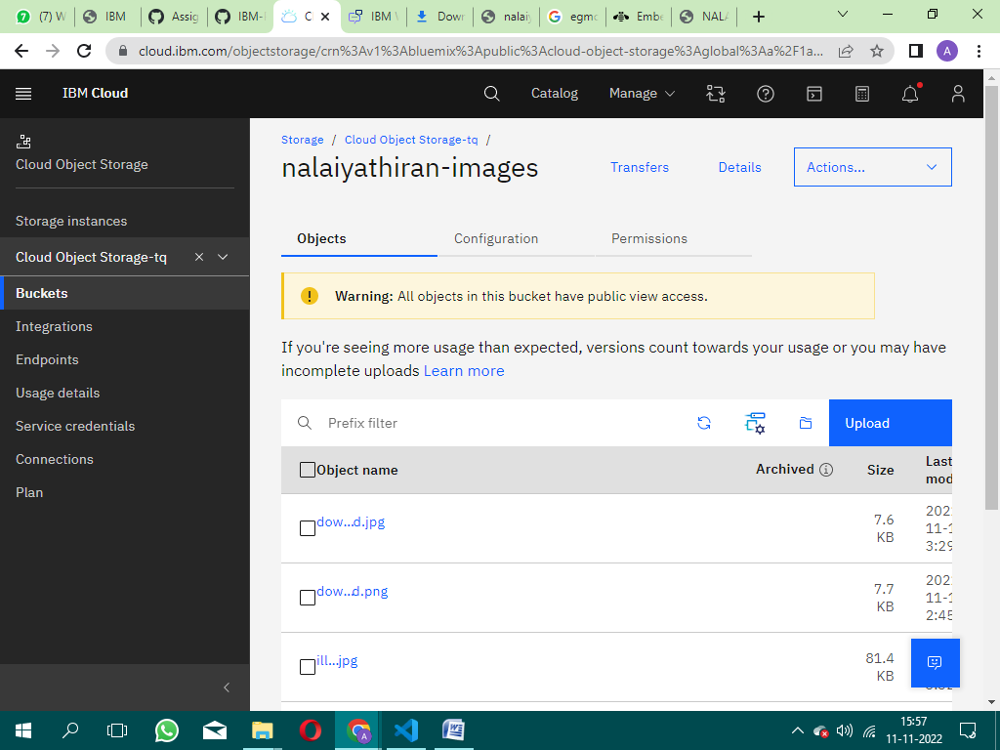 (7) W
IBM
Assig
IBM-
C
IBM W
Down
nalaiy
egmo
Embe
NALA
cloud.ibm.com/objectstorage/crn%3Av1%3Abluemix%3Apublic%3Acloud-object-storage%3Aglobal%3Aa%2F1a...
A
IBM Cloud
Catalog
Manage
Cloud Object Storage
Storage instances
Cloud Object Storage-tq
Buckets
Integrations
Endpoints
Usage details
Service credentials
Connections
Plan
Storage / Cloud Object Storage-tq /
nalaiyathiran-images
Transfers
Details
Actions...
Objects
Configuration
Permissions
Warning: All objects in this bucket have public view access.
If you're seeing more usage than expected, versions count towards your usage or you may have
incomplete uploads Learn more
Prefix filter
Upload
Object name
Archived
Size
Last
mod
dow...d.jpg
7.6
KB
202
11-1
3:29
dow...d.png
7.7
KB
202
11-1
2:45
ill...jpg
81.4
KB
15:57
11-11-2022